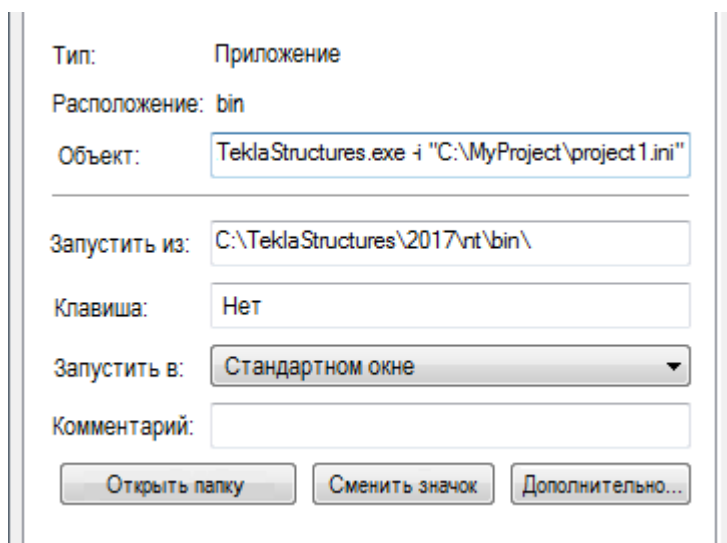 Тип: Приложение
Расположение: bin
Объект: TeklaStructures.exe -i "C:\MyProject\project1.ini"
Запустить из: C:\TeklaStructures\2017\nt\bin\
Клавиша: Нет
Запустить в: Стандартном окне
Комментарий:
Открыть папку Сменить значок Дополнительно...